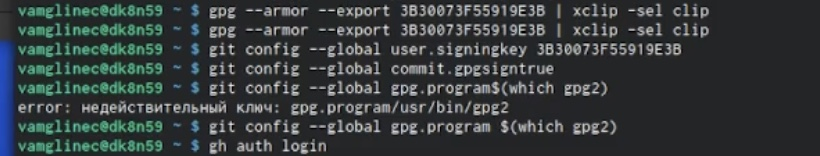 vamglinec@dk8n59 ~ $ gpg --armor --export 3B30073F55919E3B | xclip -sel clip
vamglinec@dk8n59 ~ $ gpg --armor --export 3B30073F55919E3B | xclip -sel clip
vamglinec@dk8n59 ~ $ git config --global user.signingkey 3B30073F55919E3B
vamglinec@dk8n59 ~ $ git config --global commit.gpgsigntrue
vamglinec@dk8n59 ~ $ git config --global gpg.program$(which gpg2)
error: недействительный ключ: gpg.program/usr/bin/gpg2
vamglinec@dk8n59 ~ $ git config --global gpg.program $(which gpg2)
vamglinec@dk8n59 ~ $ gh auth login